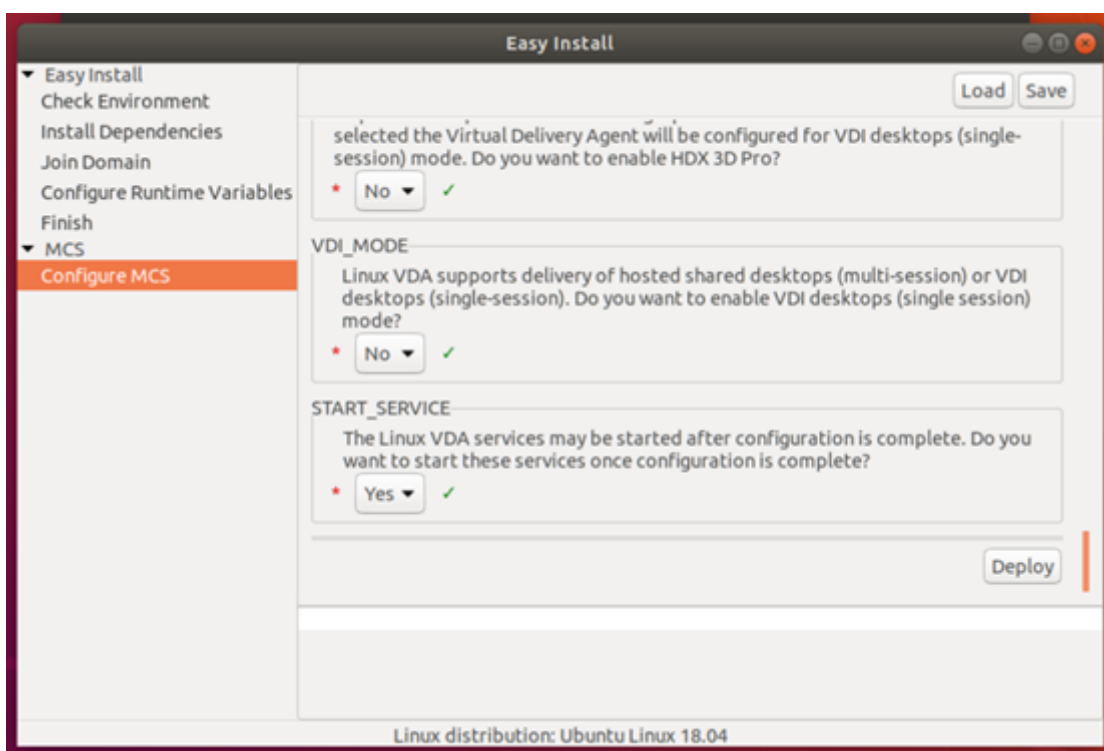 Easy Install
Easy Install
Check Environment
Install Dependencies
Join Domain
Configure Runtime Variables
Finish
MCS
Configure MCS
Load Save
selected the Virtual Delivery Agent will be configured for VDI desktops (single-
session) mode. Do you want to enable HDX 3D Pro?
* No ✓
VDI_MODE
Linux VDA supports delivery of hosted shared desktops (multi-session) or VDI
desktops (single-session). Do you want to enable VDI desktops (single session)
mode?
* No ✓
START_SERVICE
The Linux VDA services may be started after configuration is complete. Do you
want to start these services once configuration is complete?
* Yes ✓
Deploy
Linux distribution: Ubuntu Linux 18.04